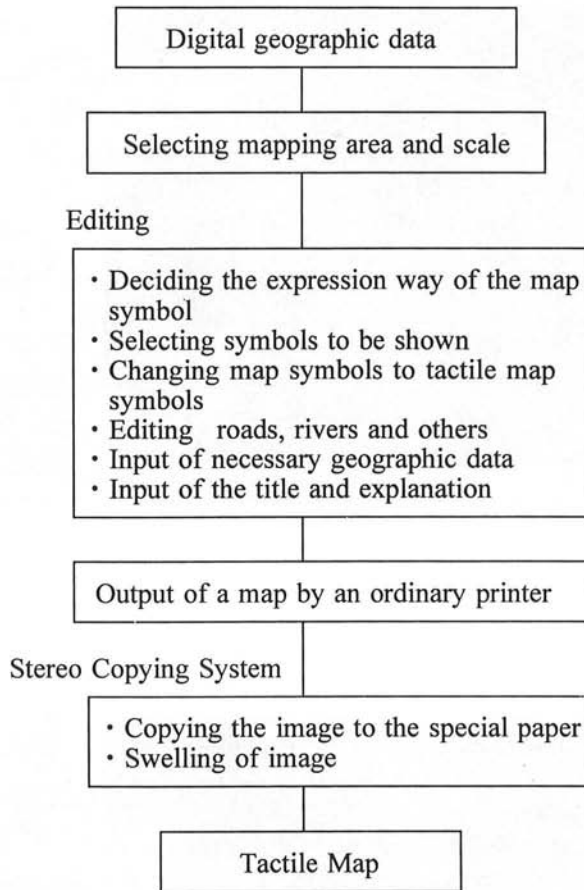 Digital geographic data
Selecting mapping area and scale
Editing
・Deciding the expression way of the map
symbol
・Selecting symbols to be shown
・Changing map symbols to tactile map
symbols
・Editing roads, rivers and others
・Input of necessary geographic data
・Input of the title and explanation
Output of a map by an ordinary printer
Stereo Copying System
・Copying the image to the special paper
・Swelling of image
Tactile Map